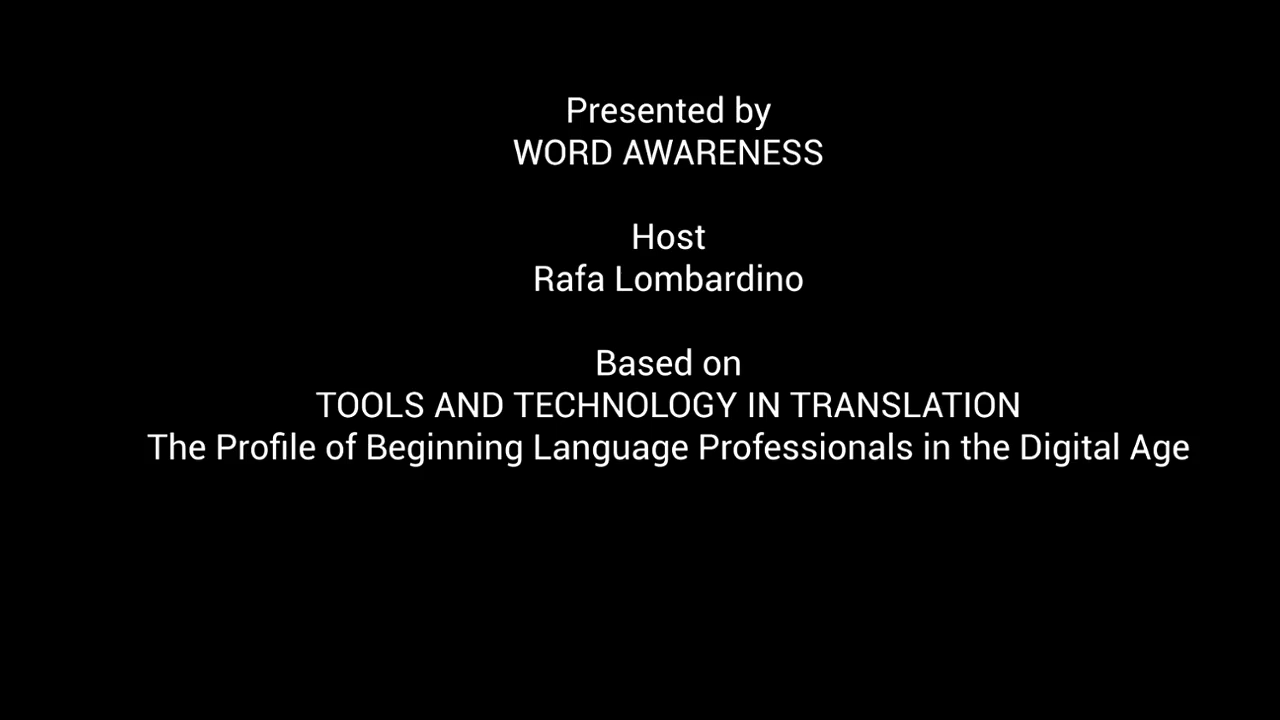 Presented by
WORD AWARENESS
Host
Rafa Lombardino
Based on
TOOLS AND TECHNOLOGY IN TRANSLATION
The Profile of Beginning Language Professionals in the Digital Age